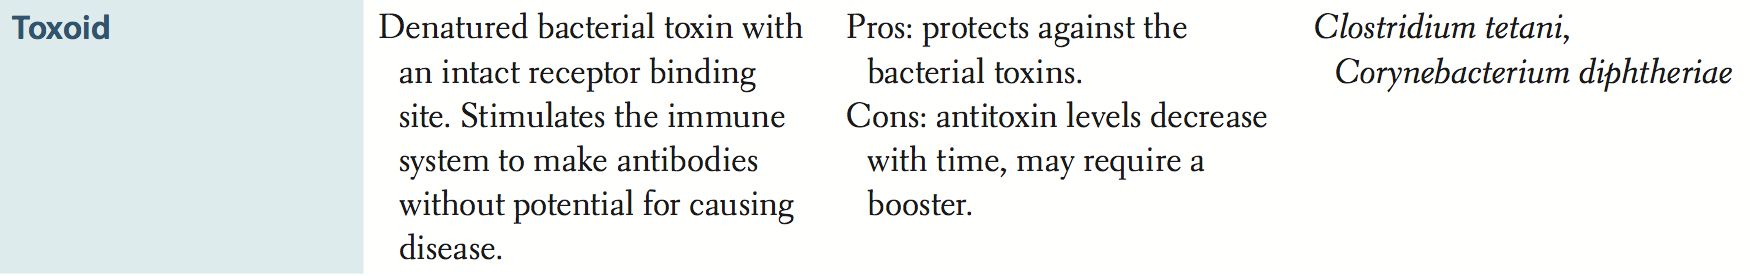 Toxoid
Denatured bacterial toxin with
an intact receptor binding
site. Stimulates the immune
system to make antibodies
without potential for causing
disease.
Pros: protects against the
bacterial toxins.
Cons: antitoxin levels decrease
with time, may require a
booster.
Clostridium tetani,
Corynebacterium diphtheriae